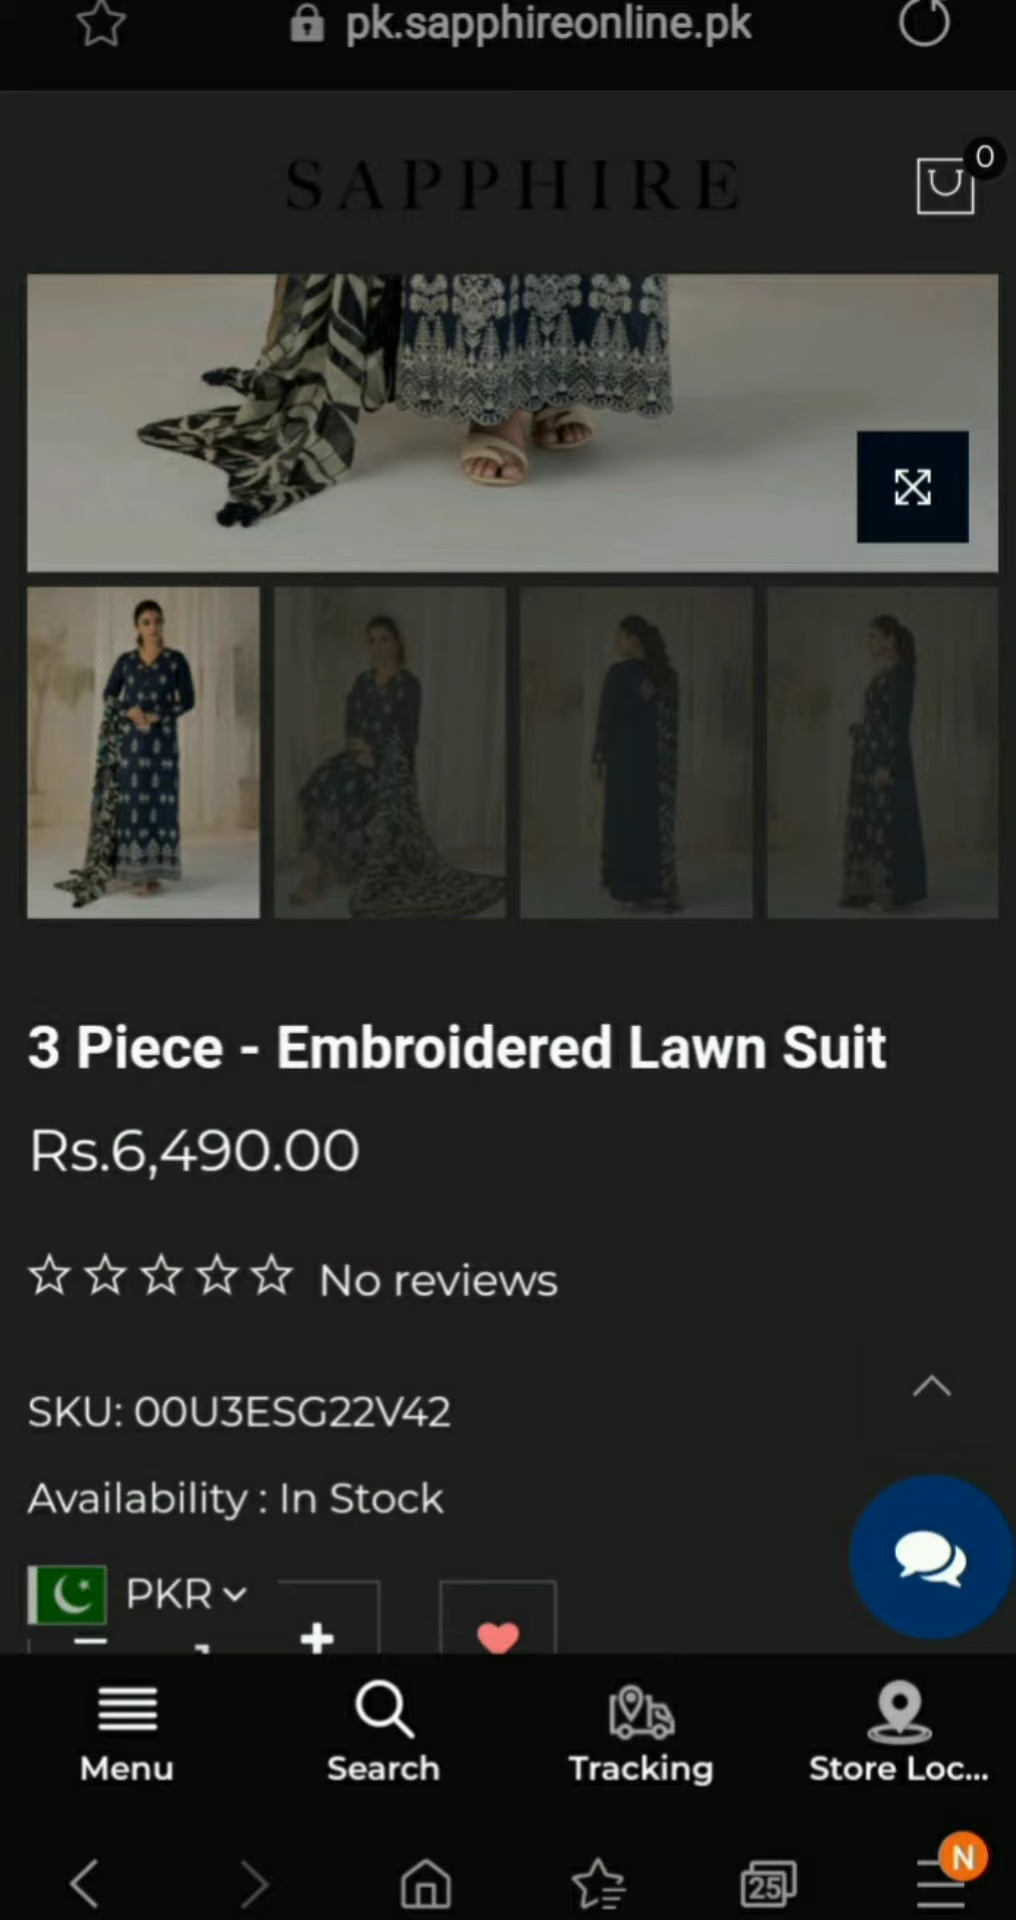 pk.sapphireonline.pk
SAPPHIRE
0
3 Piece - Embroidered Lawn Suit
Rs.6,490.00
No reviews
SKU: 00U3ESG22V42
Availability : In Stock
PKR
Menu Search Tracking Store Loc...
25
N